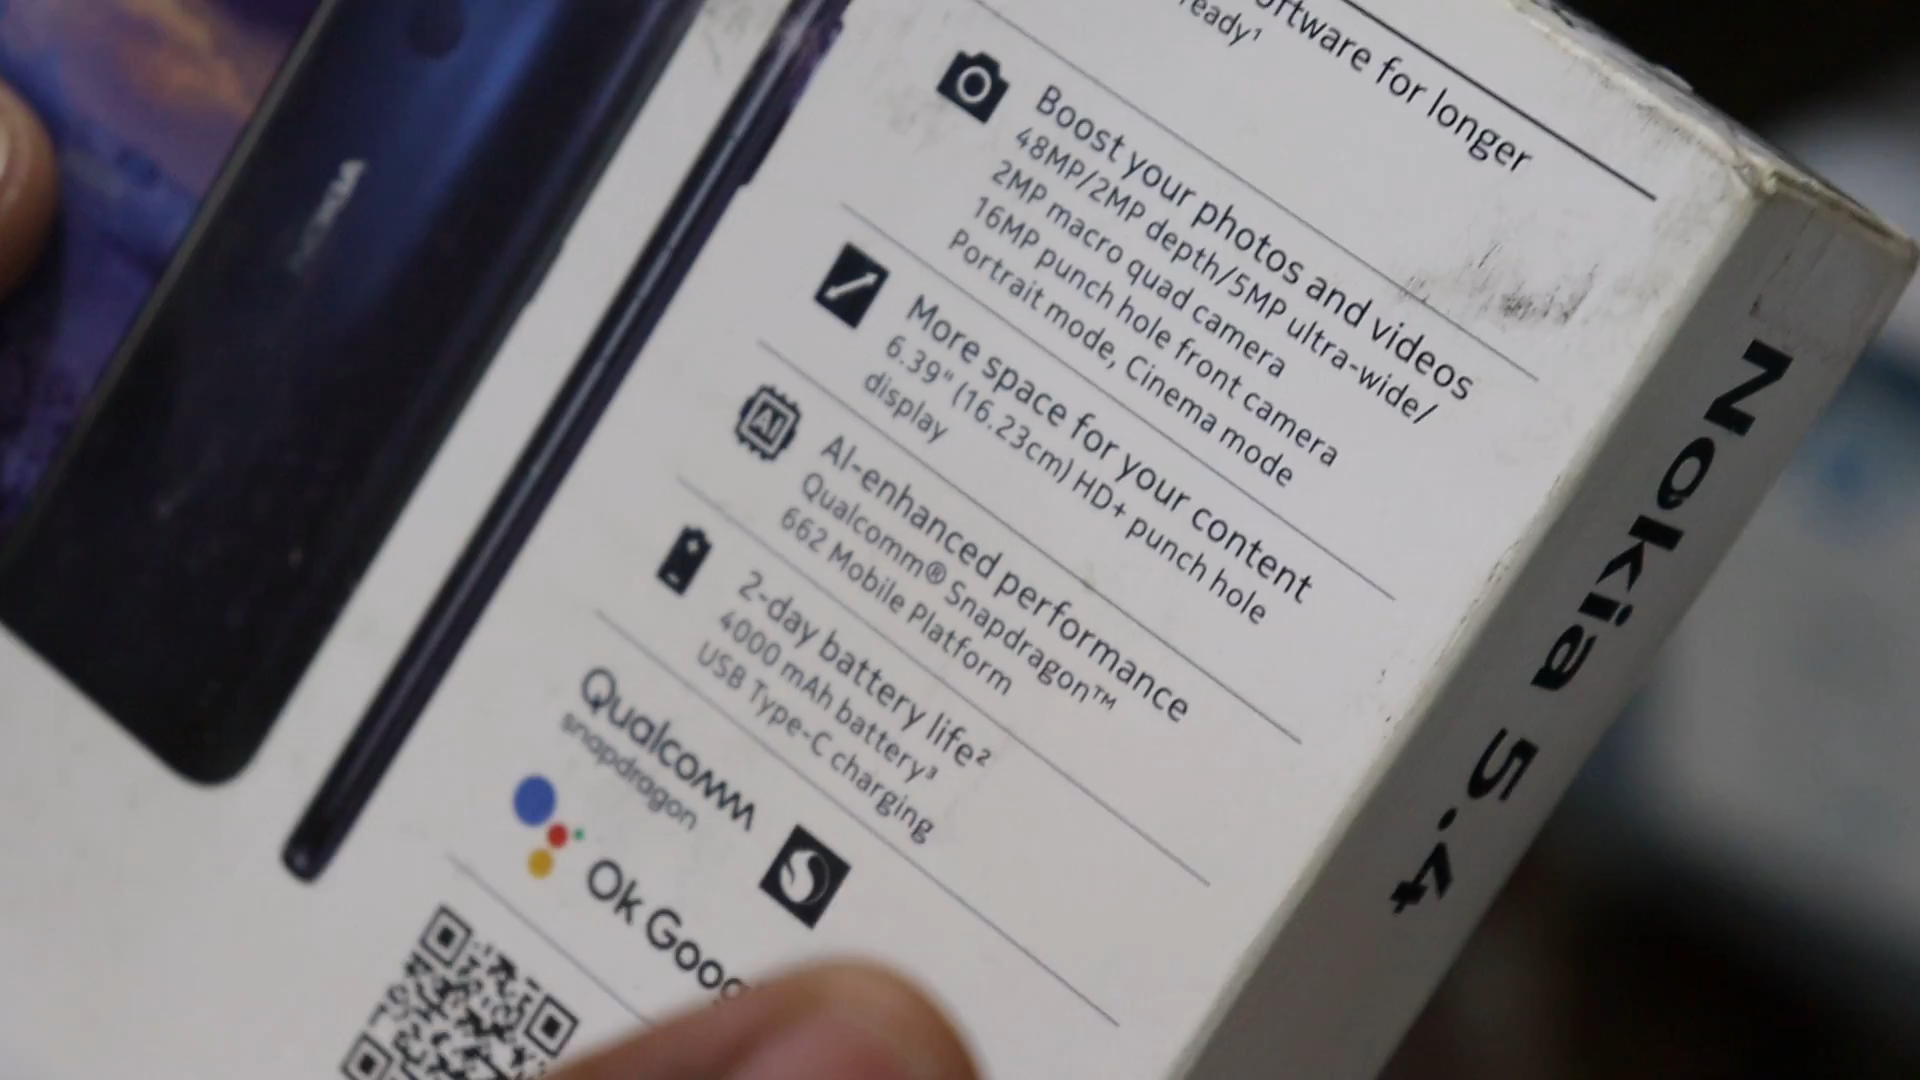 oftware for longer
ready¹
Boost your photos and videos
48MP/2MP depth/5MP ultra-wide/
2MP macro quad camera
16MP punch hole front camera
Portrait mode, Cinema mode
More space for your content
6.39" (16.23cm) HD+ punch hole
display
AI
AI-enhanced performance
Qualcomm® Snapdragon™
662 Mobile Platform
2-day battery life²
4000 mAh battery³
USB Type-C charging
Qualcomm
snapdragon
Ok Goog
NOKIA
Nokia 5.4